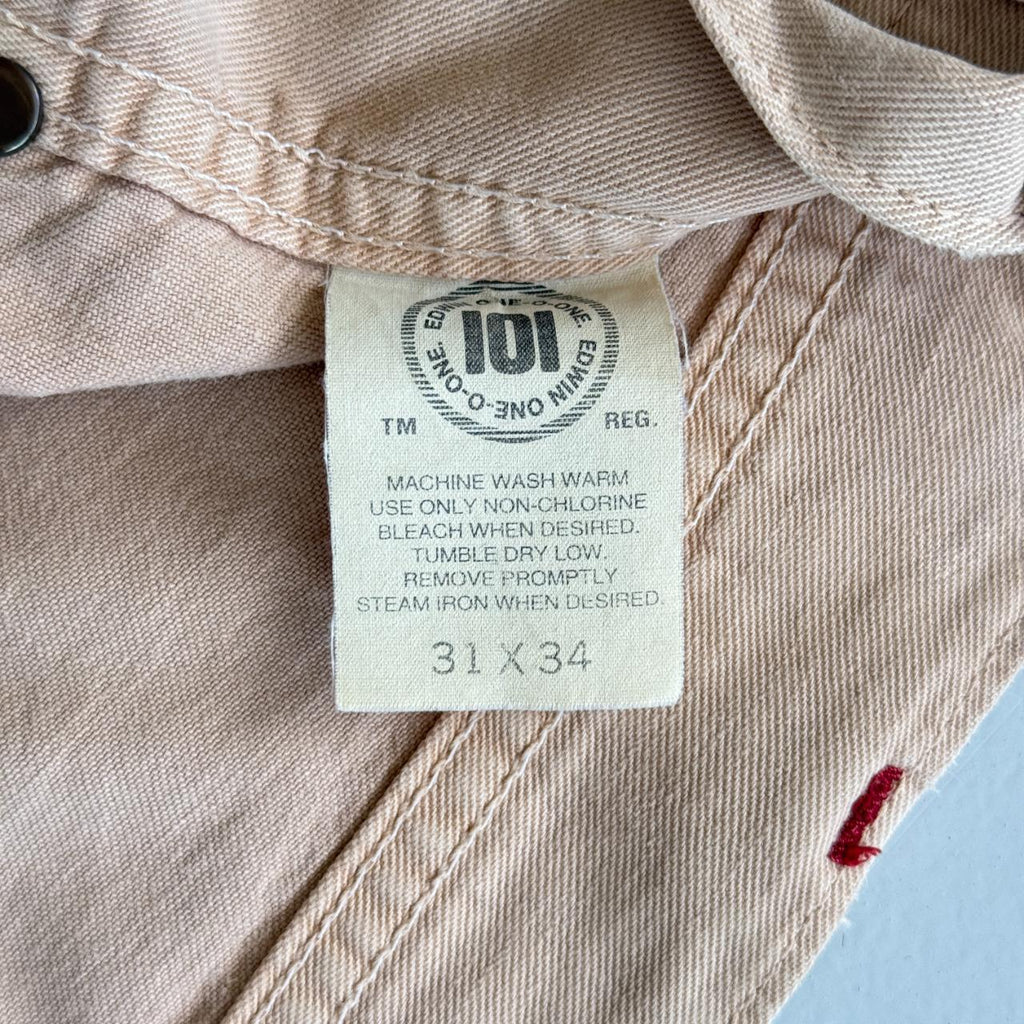 EDWIN ONE-O-ONE. EDWIN ONE-O-ONE.
101
TM REG.
MACHINE WASH WARM
USE ONLY NON-CHLORINE
BLEACH WHEN DESIRED.
TUMBLE DRY LOW.
REMOVE PROMPTLY
STEAM IRON WHEN DESIRED.
31 X 34